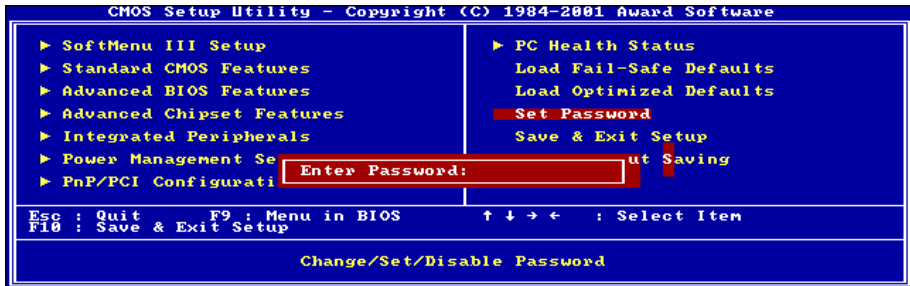 CMOS Setup Utility - Copyright (C) 1984-2001 Award Software
► SoftMenu III Setup
► Standard CMOS Features
► Advanced BIOS Features
► Advanced Chipset Features
► Integrated Peripherals
► Power Management Se
► PnP/PCI Configurati
► PC Health Status
Load Fail-Safe Defaults
Load Optimized Defaults
Set Password
Save & Exit Setup
ut Saving
Enter Password:
Esc : Quit F9 : Menu in BIOS ↑ ↓ → ← : Select Item
F10 : Save & Exit Setup
Change/Set/Disable Password